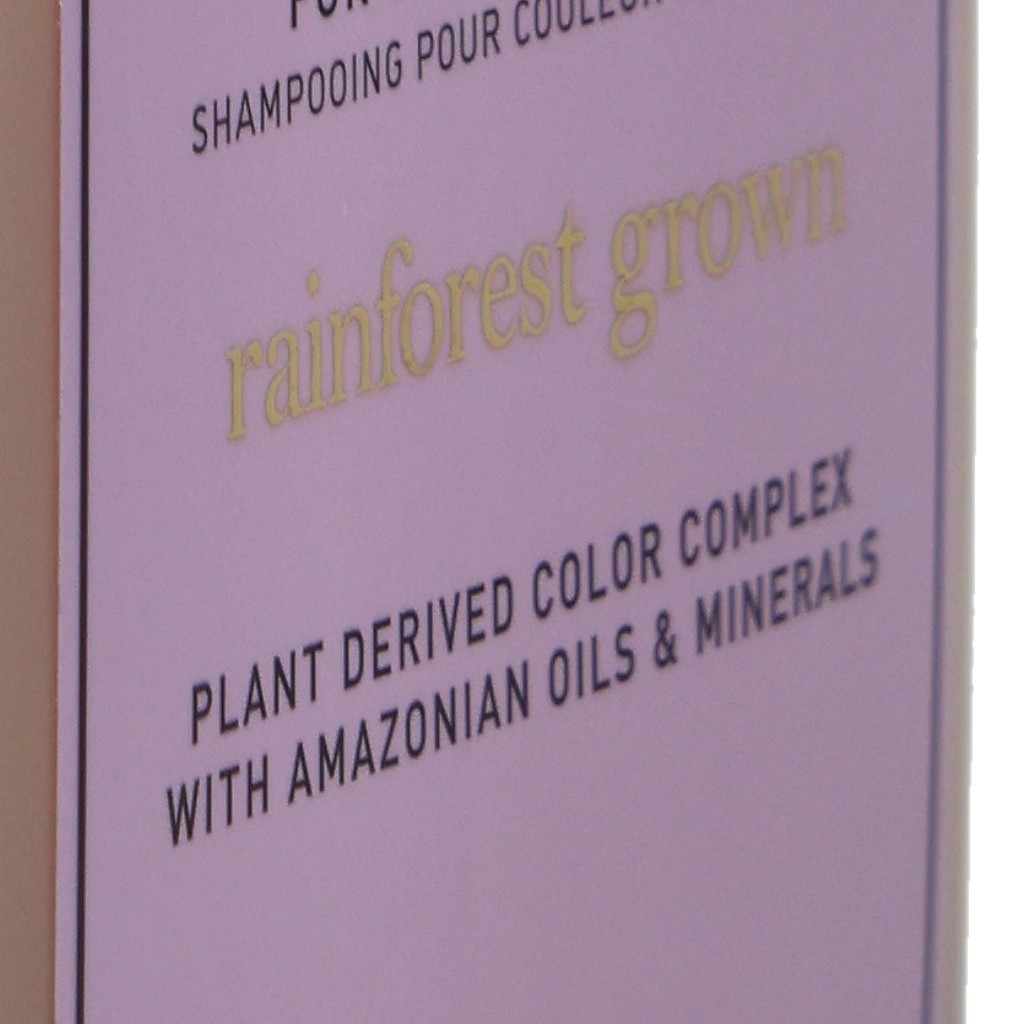 SHAMPOOING POUR
rainforest grown
PLANT DERIVED COLOR COMPLEX
WITH AMAZONIAN OILS & MINERALS